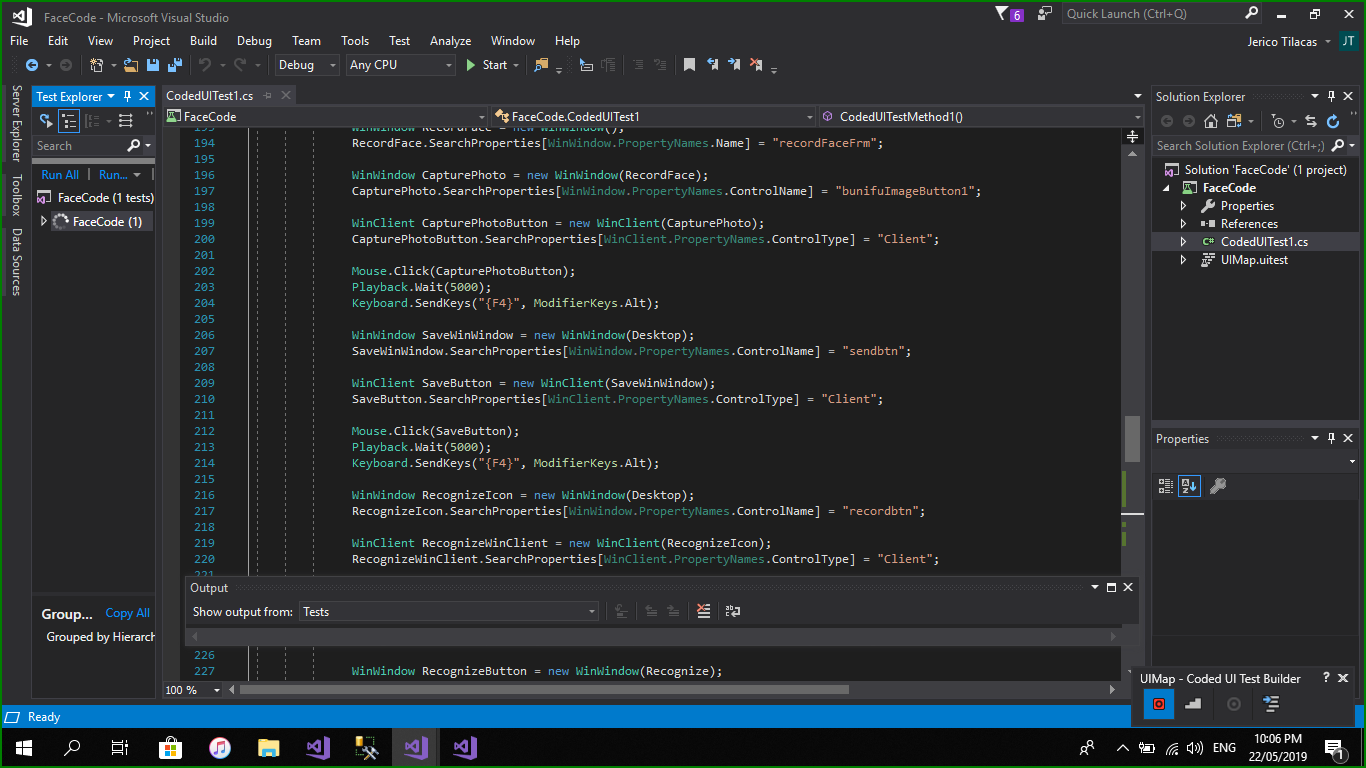 FaceCode - Microsoft Visual Studio
6
Quick Launch (Ctrl+Q)
File Edit View Project Build Debug Team Tools Test Analyze Window Help
Jerico Tilacas JT
Debug Any CPU Start
Server Explorer
Toolbox
Data Sources
Test Explorer
Search
Run All | Run... |
FaceCode (1 tests)
FaceCode (1)
Group... Copy All
Grouped by Hierarch
CodedUITest1.cs
FaceCode FaceCode.CodedUITest1 CodedUITestMethod1()
193 WinWindow RecordFace = new WinWindow();
194 RecordFace.SearchProperties[WinWindow.PropertyNames.Name] = "recordFaceFrm";
195
196 WinWindow CapturePhoto = new WinWindow(RecordFace);
197 CapturePhoto.SearchProperties[WinWindow.PropertyNames.ControlName] = "bunifuImageButton1";
198
199 WinClient CapturePhotoButton = new WinClient(CapturePhoto);
200 CapturePhotoButton.SearchProperties[WinClient.PropertyNames.ControlType] = "Client";
201
202 Mouse.Click(CapturePhotoButton);
203 Playback.Wait(5000);
204 Keyboard.SendKeys("{F4}", ModifierKeys.Alt);
205
206 WinWindow SaveWinWindow = new WinWindow(Desktop);
207 SaveWinWindow.SearchProperties[WinWindow.PropertyNames.ControlName] = "sendbtn";
208
209 WinClient SaveButton = new WinClient(SaveWinWindow);
210 SaveButton.SearchProperties[WinClient.PropertyNames.ControlType] = "Client";
211
212 Mouse.Click(SaveButton);
213 Playback.Wait(5000);
214 Keyboard.SendKeys("{F4}", ModifierKeys.Alt);
215
216 WinWindow RecognizeIcon = new WinWindow(Desktop);
217 RecognizeIcon.SearchProperties[WinWindow.PropertyNames.ControlName] = "recordbtn";
218
219 WinClient RecognizeWinClient = new WinClient(RecognizeIcon);
220 RecognizeWinClient.SearchProperties[WinClient.PropertyNames.ControlType] = "Client";
221
Output
Show output from: Tests
226
227 WinWindow RecognizeButton = new WinWindow(Recognize);
100 %
Solution Explorer
Search Solution Explorer (Ctrl+;)
Solution 'FaceCode' (1 project)
FaceCode
Properties
References
C# CodedUITest1.cs
UIMap.uitest
Properties
UIMap - Coded UI Test Builder ?
Ready
ENG
10:06 PM
22/05/2019
1